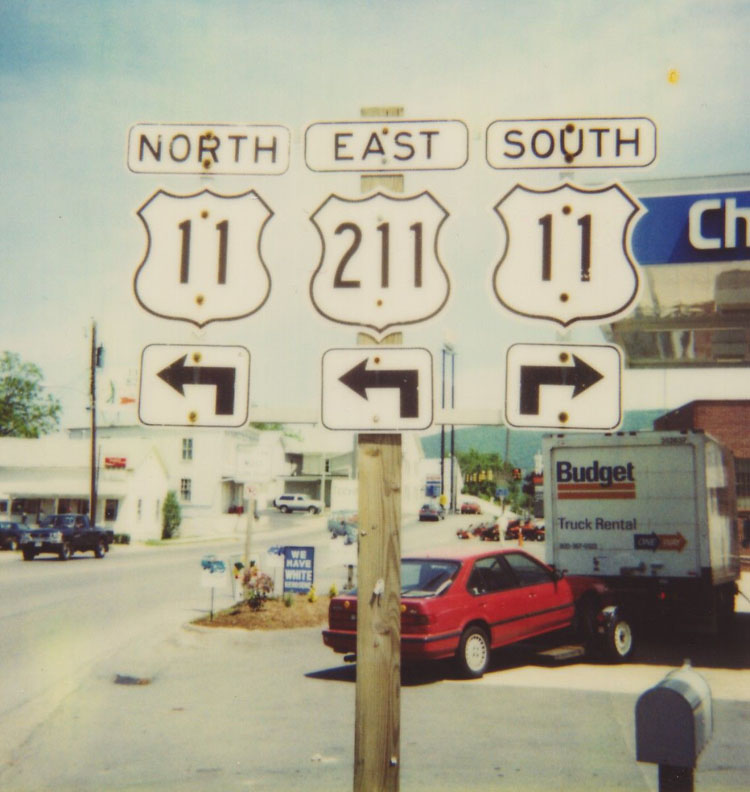 NORTH
EAST
SOUTH
11
211
11
Ch
Budget
Truck Rental
ONE WAY
WE
HAVE
WHITE